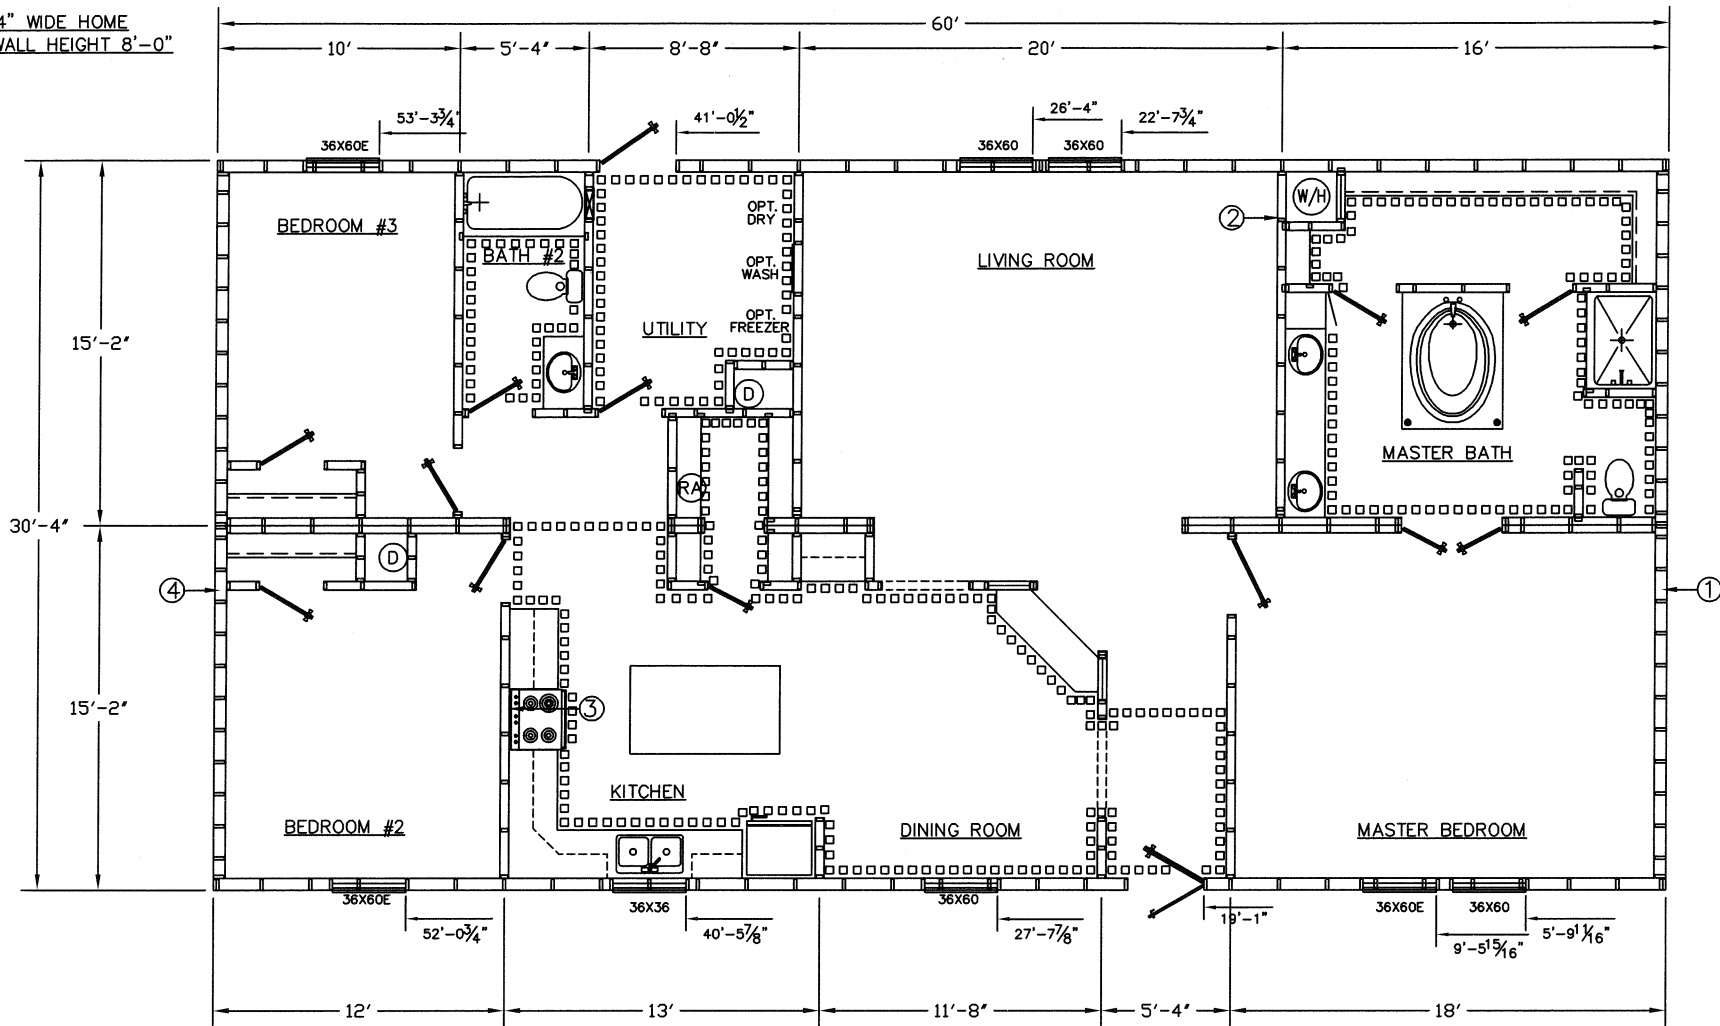 4" WIDE HOME
WALL HEIGHT 8'-0"
60'
10'
5'-4"
8'-8"
20'
16'
53'-3¾"
41'-0½"
26'-4"
22'-7¾"
36X60E
36X60
36X60
W/H
2
OPT.
DRY
BEDROOM #3
BATH #2
LIVING ROOM
OPT.
WASH
OPT.
FREEZER
UTILITY
15'-2"
D
MASTER BATH
RA
30'-4"
D
4
1
15'-2"
3
KITCHEN
BEDROOM #2
DINING ROOM
MASTER BEDROOM
36X60E
36X36
36X60
36X60E
36X60
19'-1"
52'-0¾"
40'-5⅞"
27'-7⅞"
9'-5 15/16"
5'-9 11/16"
12'
13'
11'-8"
5'-4"
18'